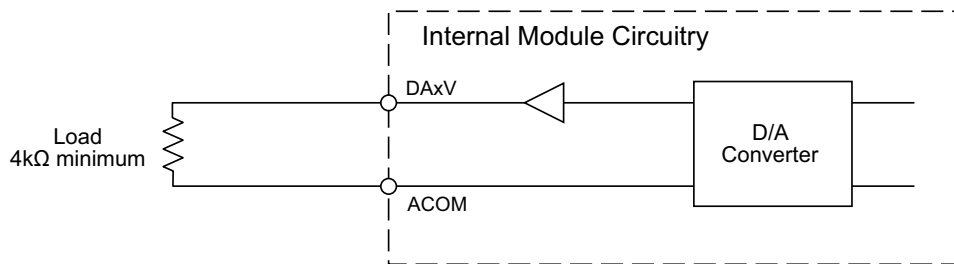 Internal Module Circuitry
DAxV
Load
4kΩ minimum
D/A
Converter
ACOM